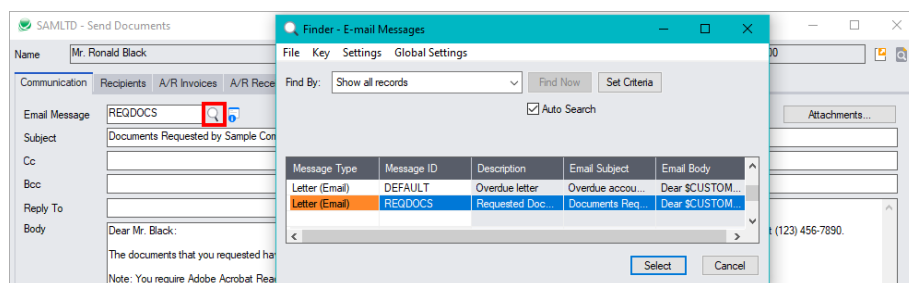 SAMLTD - Send Documents
Finder - E-mail Messages
Name Mr. Ronald Black
File Key Settings Global Settings
Communication Recipients A/R Invoices A/R Rece
Find By: Show all records Find Now Set Criteria
Auto Search
Email Message REQDOCS
Attachments...
Subject Documents Requested by Sample Con
Cc
Bcc
Message Type Message ID Description Email Subject Email Body
Letter (Email) DEFAULT Overdue letter Overdue accou... Dear $CUSTOM...
Letter (Email) REQDOCS Requested Doc... Documents Req... Dear $CUSTOM...
Reply To
Body Dear Mr. Black:
(123) 456-7890.
The documents that you requested ha
Select Cancel
Note: You require Adobe Acrobat Rea